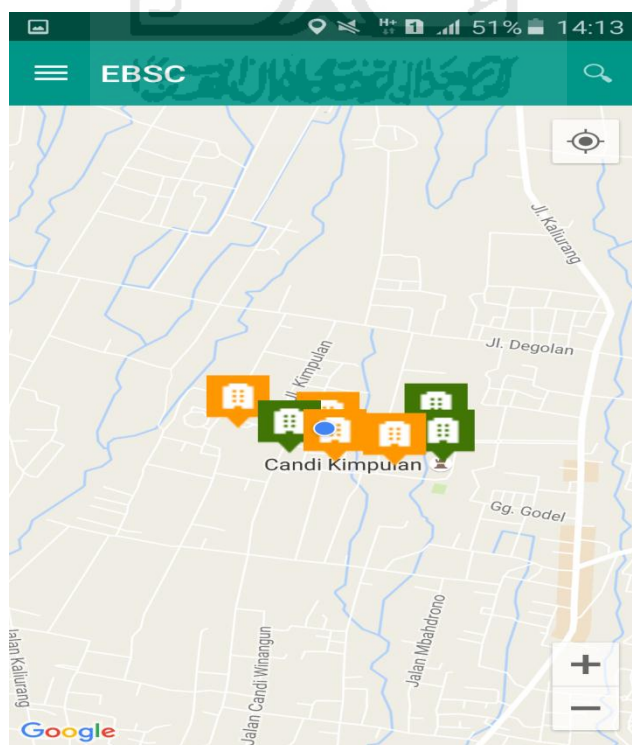 H+ 1 51% 14:13
EBSC
Jl. Kaliurang
Jl. Degolan
Jl Kimpulan
Candi Kimpulan
Gg. Godel
Jalan Mbahdrono
Jalan Candi Winangun
Jalan Kaliurang
+
−
Google